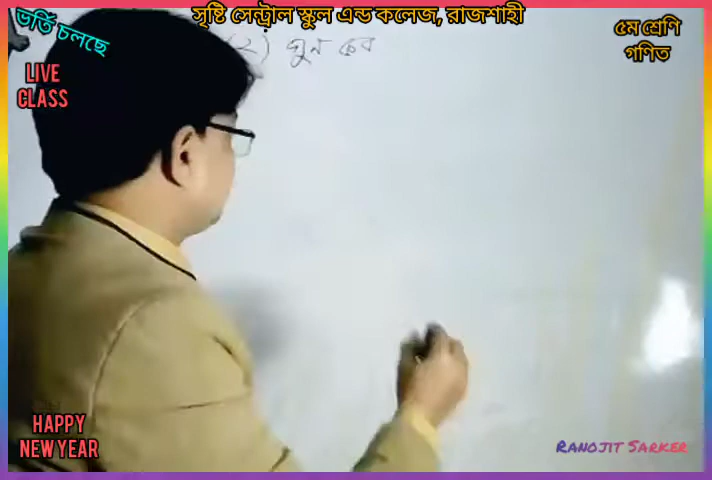 সৃষ্টি সেন্ট্রাল স্কুল এন্ড কলেজ, রাজশাহী
ভর্তি চলছে
৫ম শ্রেণি
গণিত
(২) গুন কর
LIVE
CLASS
HAPPY
NEW YEAR
RANOJIT SARKER